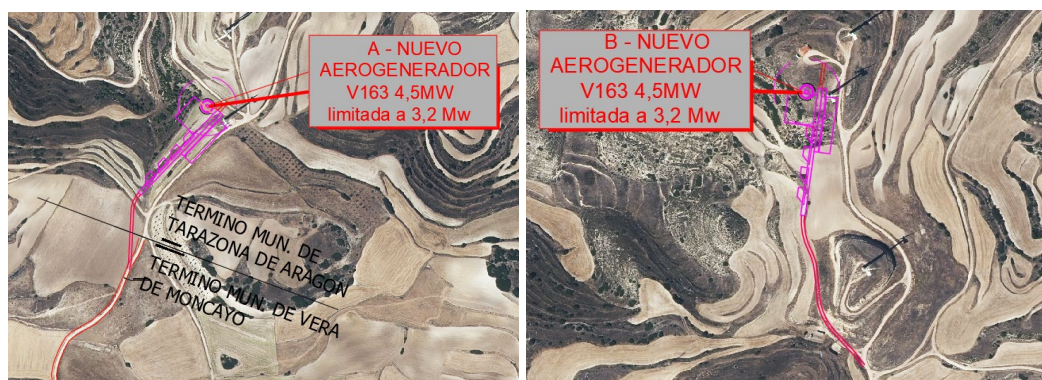 A - NUEVO
AEROGENERADOR
V163 4,5MW
limitada a 3,2 Mw
TÉRMINO MUN. DE
TARAZONA DE ARAGON
TERMINO MUN. DE VERA
DE MONCAYO
B - NUEVO
AEROGENERADOR
V163 4,5MW
limitada a 3,2 Mw